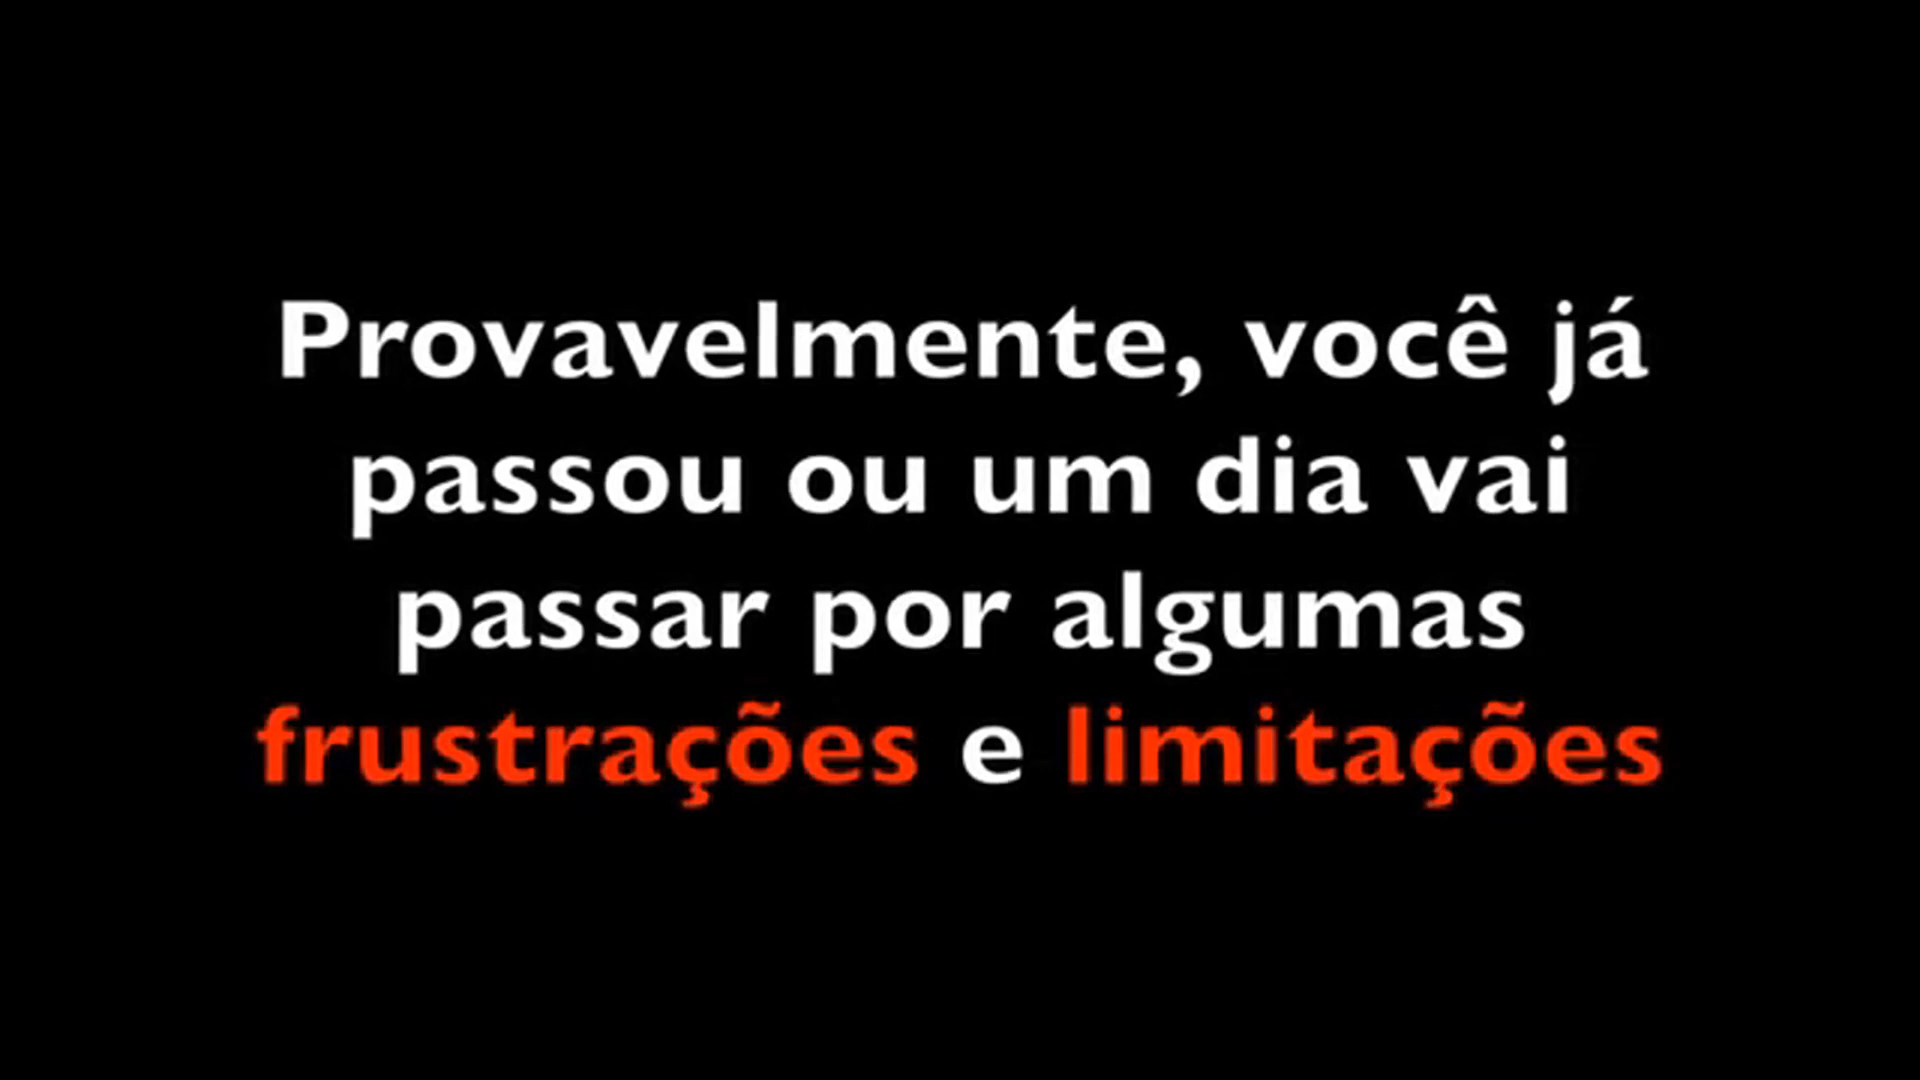 Provavelmente, você já
passou ou um dia vai
passar por algumas
frustrações e limitações